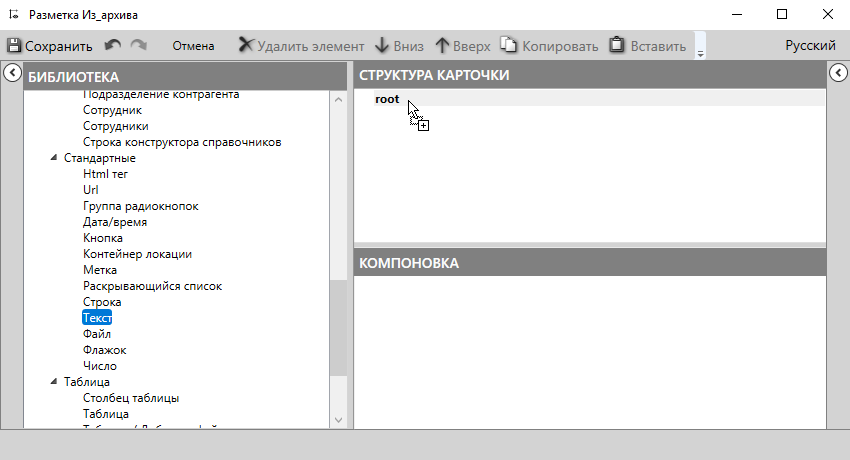 Разметка Из_архива
Сохранить Отмена Удалить элемент Вниз Вверх Копировать Вставить Русский
БИБЛИОТЕКА
Подразделение контрагента
Сотрудник
Сотрудники
Строка конструктора справочников
Стандартные
Html тег
Url
Группа радиокнопок
Дата/время
Кнопка
Контейнер локации
Метка
Раскрывающийся список
Строка
Текст
Файл
Флажок
Число
Таблица
Столбец таблицы
Таблица
СТРУКТУРА КАРТОЧКИ
root
КОМПОНОВКА